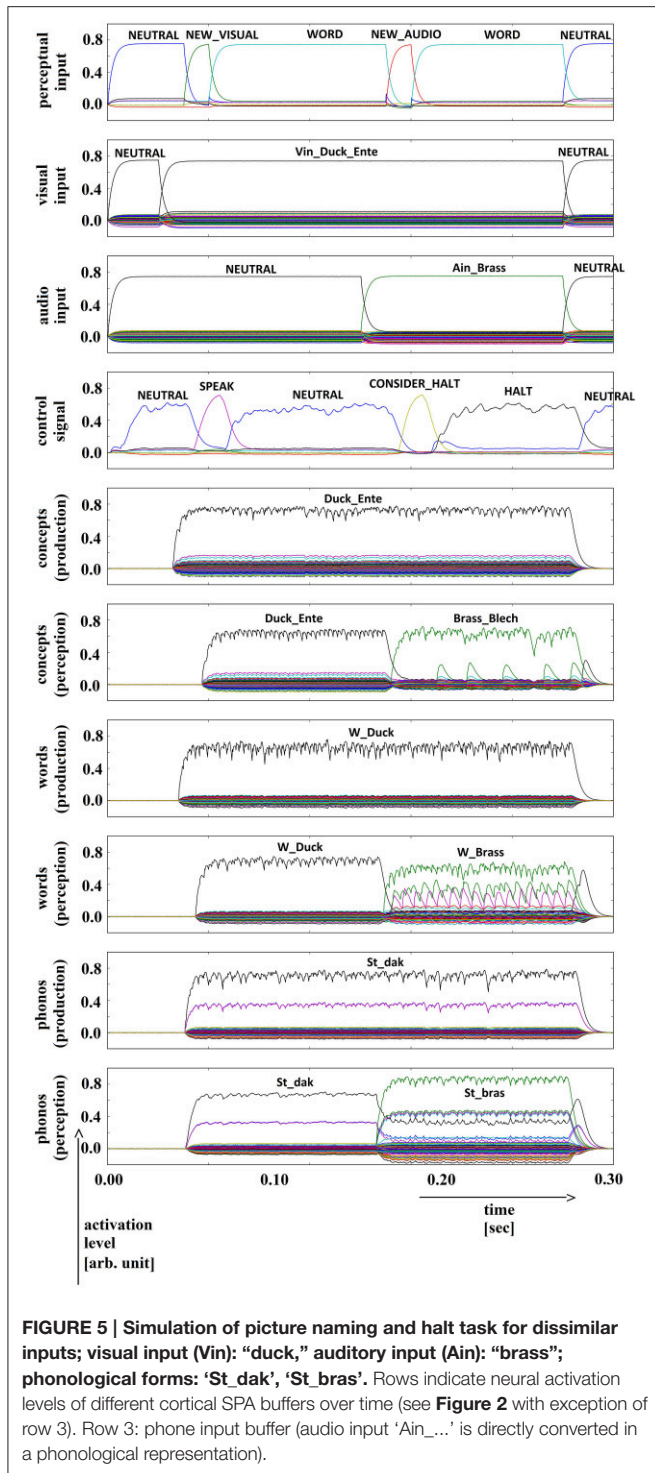 perceptual input
0.8
0.4
0.0
NEUTRAL NEW_VISUAL WORD NEW_AUDIO WORD NEUTRAL
visual input
0.8
0.4
0.0
NEUTRAL Vin_Duck_Ente NEUTRAL
audio input
0.8
0.4
0.0
NEUTRAL Ain_Brass NEUTRAL
control signal
0.8
0.4
0.0
NEUTRAL SPEAK NEUTRAL CONSIDER_HALT HALT NEUTRAL
concepts (production)
0.8
0.4
0.0
Duck_Ente
concepts (perception)
0.8
0.4
0.0
Duck_Ente Brass_Blech
words (production)
0.8
0.4
0.0
W_Duck
words (perception)
0.8
0.4
0.0
W_Duck W_Brass
phonos (production)
0.8
0.4
0.0
St_dak
phonos (perception)
0.8
0.4
0.0
St_dak St_bras
0.00 0.10 0.20 0.30
activation
level
[arb. unit]
time
[sec]
FIGURE 5 | Simulation of picture naming and halt task for dissimilar
inputs; visual input (Vin): “duck,” auditory input (Ain): “brass”;
phonological forms: ‘St_dak’, ‘St_bras’. Rows indicate neural activation
levels of different cortical SPA buffers over time (see Figure 2 with exception of
row 3). Row 3: phone input buffer (audio input ‘Ain_...’ is directly converted in
a phonological representation).